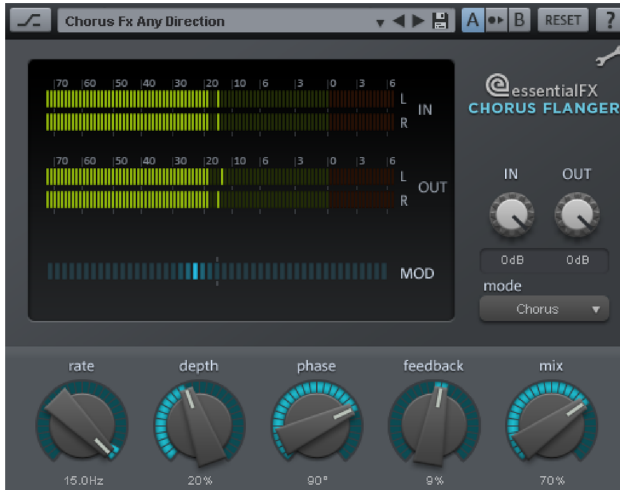 Chorus Fx Any Direction
A
B
RESET
?
70 60 50 40 30 20 10 6 3 0 3 6
L
R
IN
70 60 50 40 30 20 10 6 3 0 3 6
L
R
OUT
MOD
essentialFX
CHORUS FLANGER
IN OUT
0dB 0dB
mode
Chorus
rate depth phase feedback mix
15.0Hz 20% 90° 9% 70%